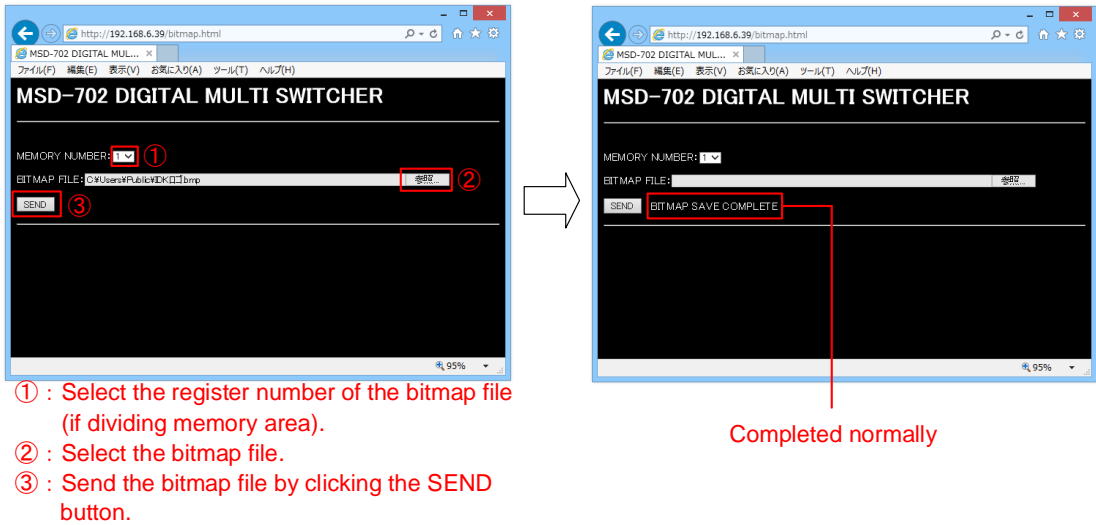 http://192.168.6.39/bitmap.html
MSD-702 DIGITAL MUL... ×
ファイル(F) 編集(E) 表示(V) お気に入り(A) ツール(T) ヘルプ(H)
MSD-702 DIGITAL MULTI SWITCHER
MEMORY NUMBER: 1 ①
BITMAP FILE: C:¥Users¥Public¥IDKロゴ.bmp 参照... ②
SEND ③
95%
① : Select the register number of the bitmap file
(if dividing memory area).
② : Select the bitmap file.
③ : Send the bitmap file by clicking the SEND
button.
http://192.168.6.39/bitmap.html
MSD-702 DIGITAL MUL... ×
ファイル(F) 編集(E) 表示(V) お気に入り(A) ツール(T) ヘルプ(H)
MSD-702 DIGITAL MULTI SWITCHER
MEMORY NUMBER: 1
BITMAP FILE: 参照...
SEND BITMAP SAVE COMPLETE
95%
Completed normally